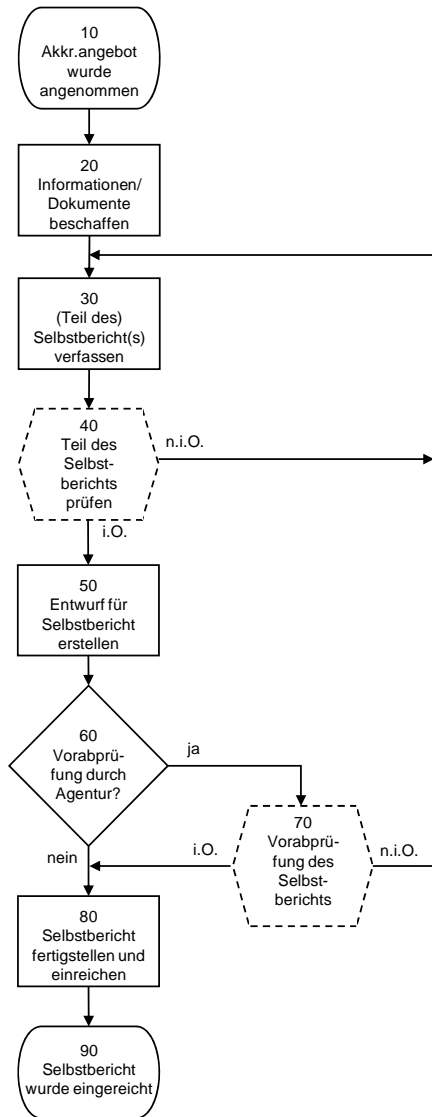 10
Akkr.angebot
wurde
angenommen
20
Informationen/
Dokumente
beschaffen
30
(Teil des)
Selbstbericht(s)
verfassen
40
Teil des
Selbst-
berichts
prüfen
n.i.O.
i.O.
50
Entwurf für
Selbstbericht
erstellen
60
Vorabprü-
fung durch
Agentur?
ja
nein
70
Vorabprü-
fung des
Selbst-
berichts
i.O.
n.i.O.
80
Selbstbericht
fertigstellen und
einreichen
90
Selbstbericht
wurde eingereicht